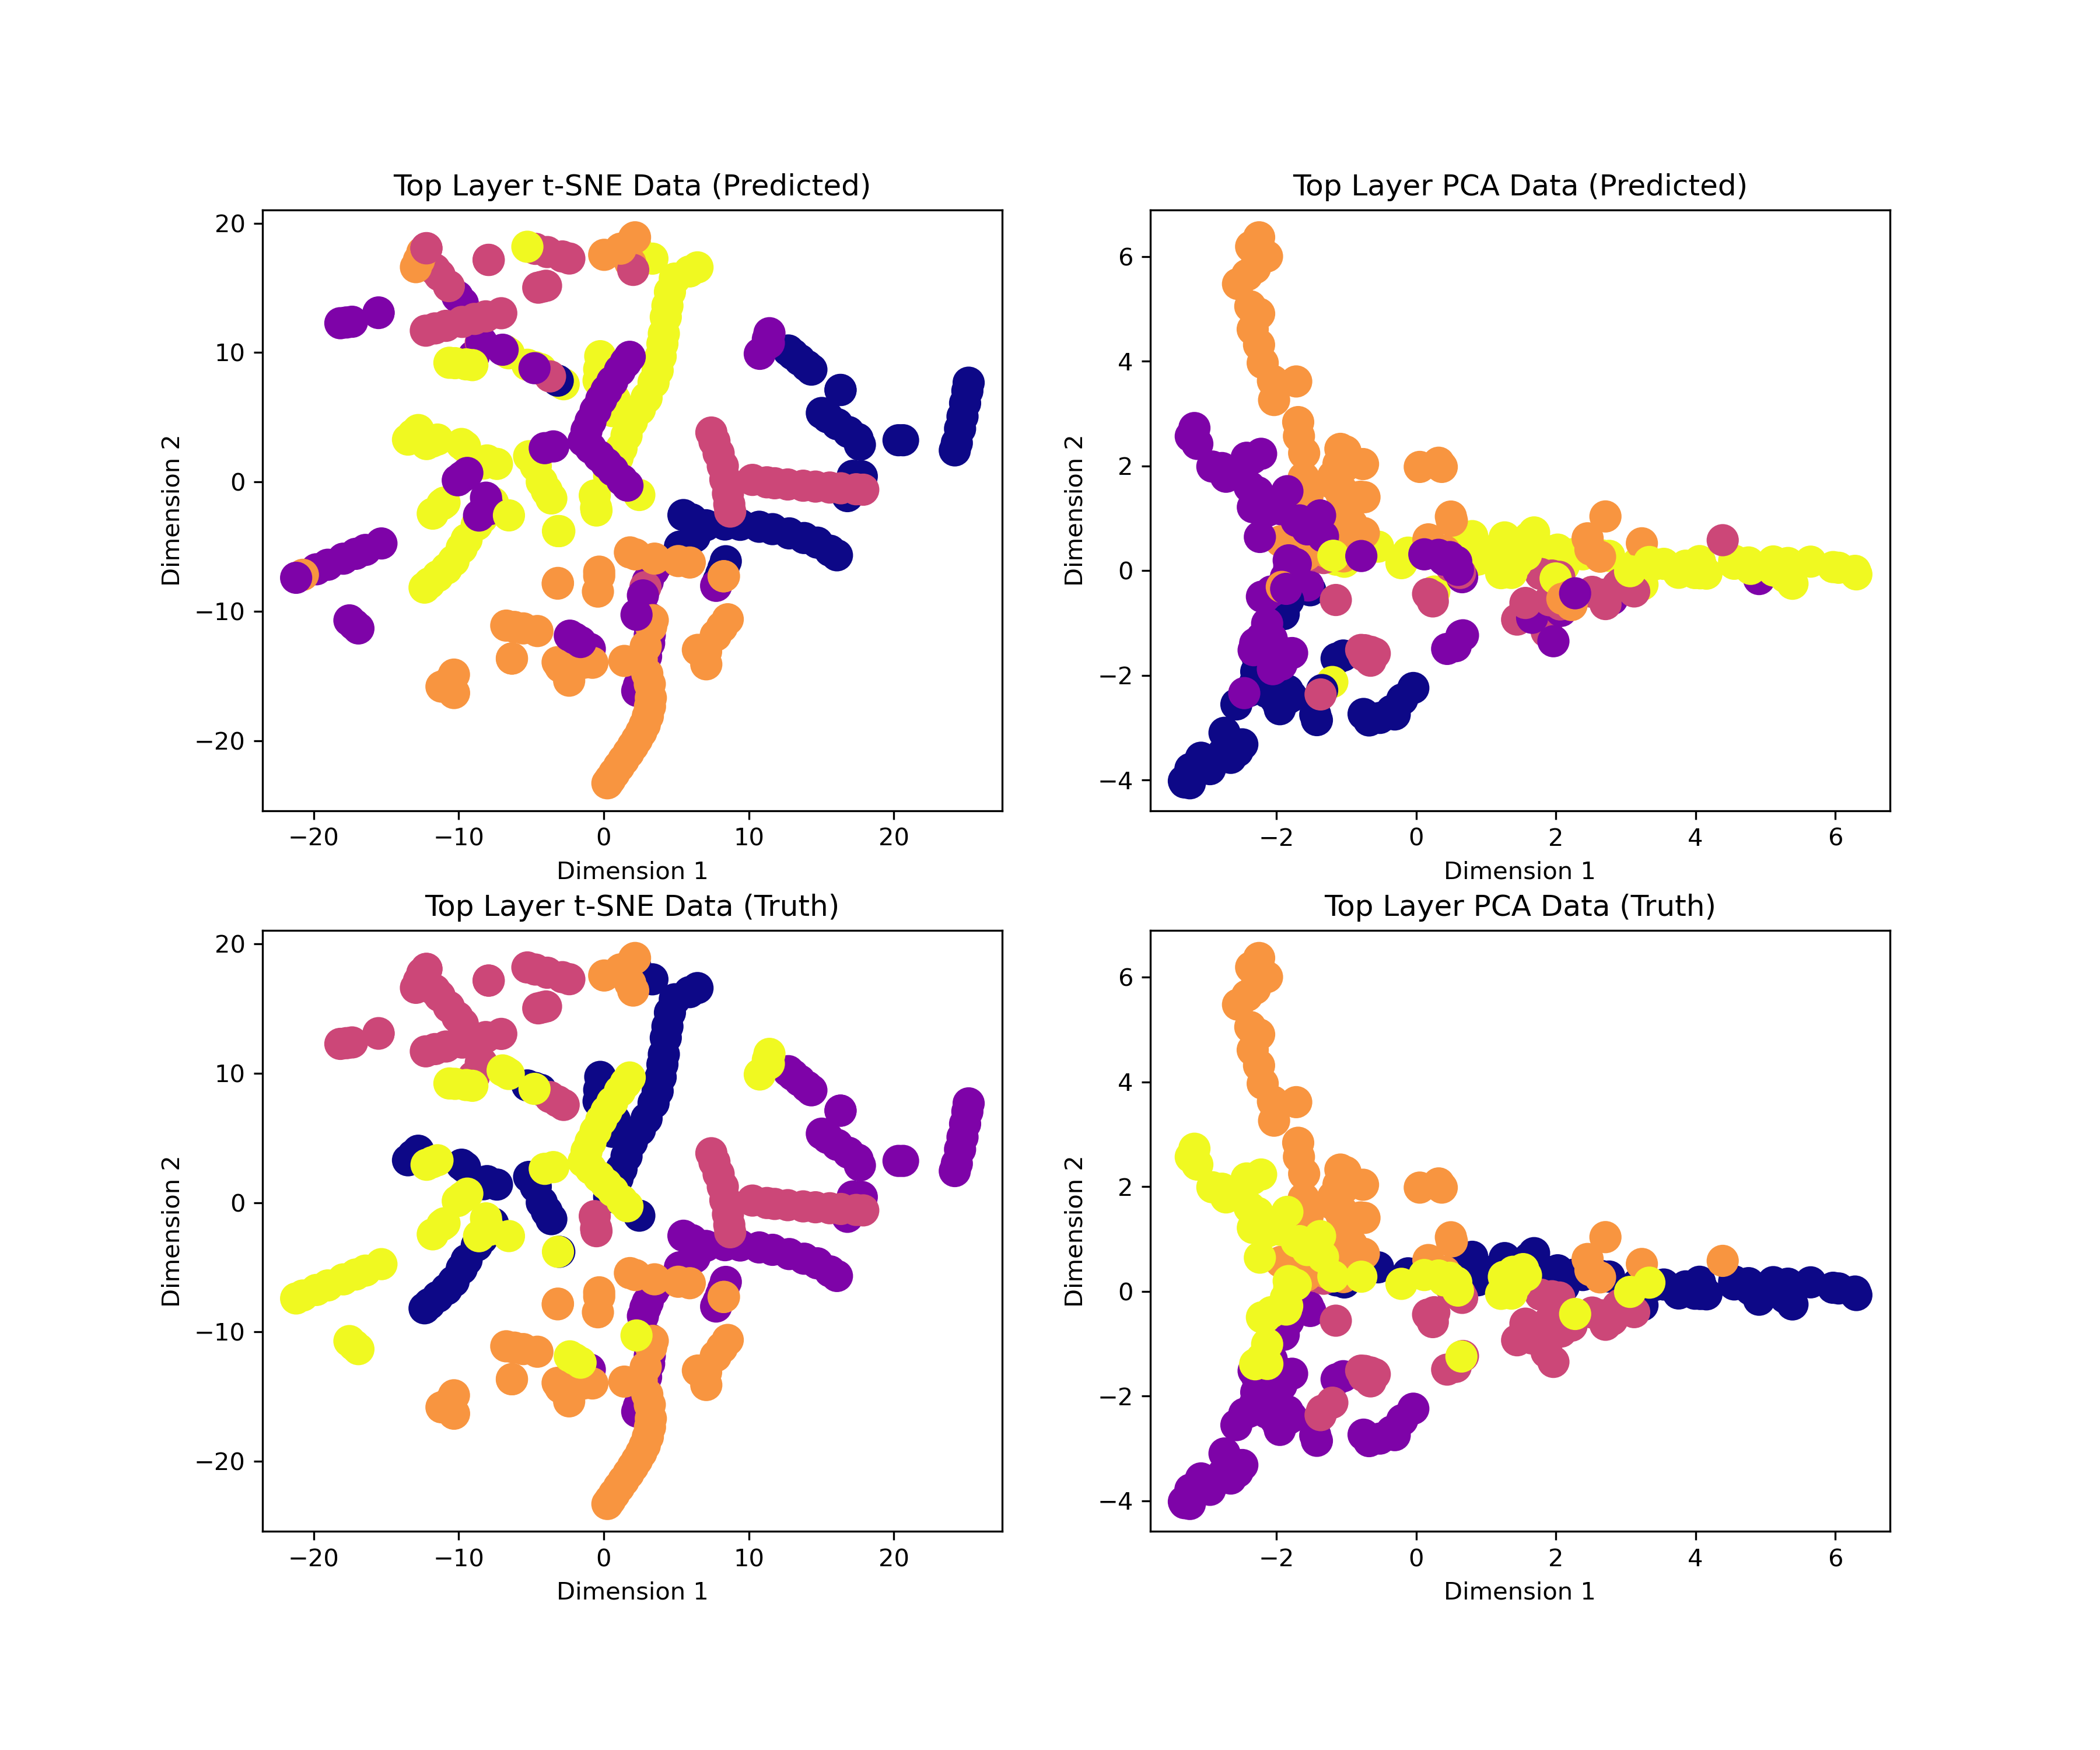 Top Layer t-SNE Data (Predicted)
20
10
0
−10
−20
Dimension 2
−20 −10 0 10 20
Dimension 1
Top Layer PCA Data (Predicted)
6
4
2
0
−2
−4
Dimension 2
−2 0 2 4 6
Dimension 1
Top Layer t-SNE Data (Truth)
20
10
0
−10
−20
Dimension 2
−20 −10 0 10 20
Dimension 1
Top Layer PCA Data (Truth)
6
4
2
0
−2
−4
Dimension 2
−2 0 2 4 6
Dimension 1